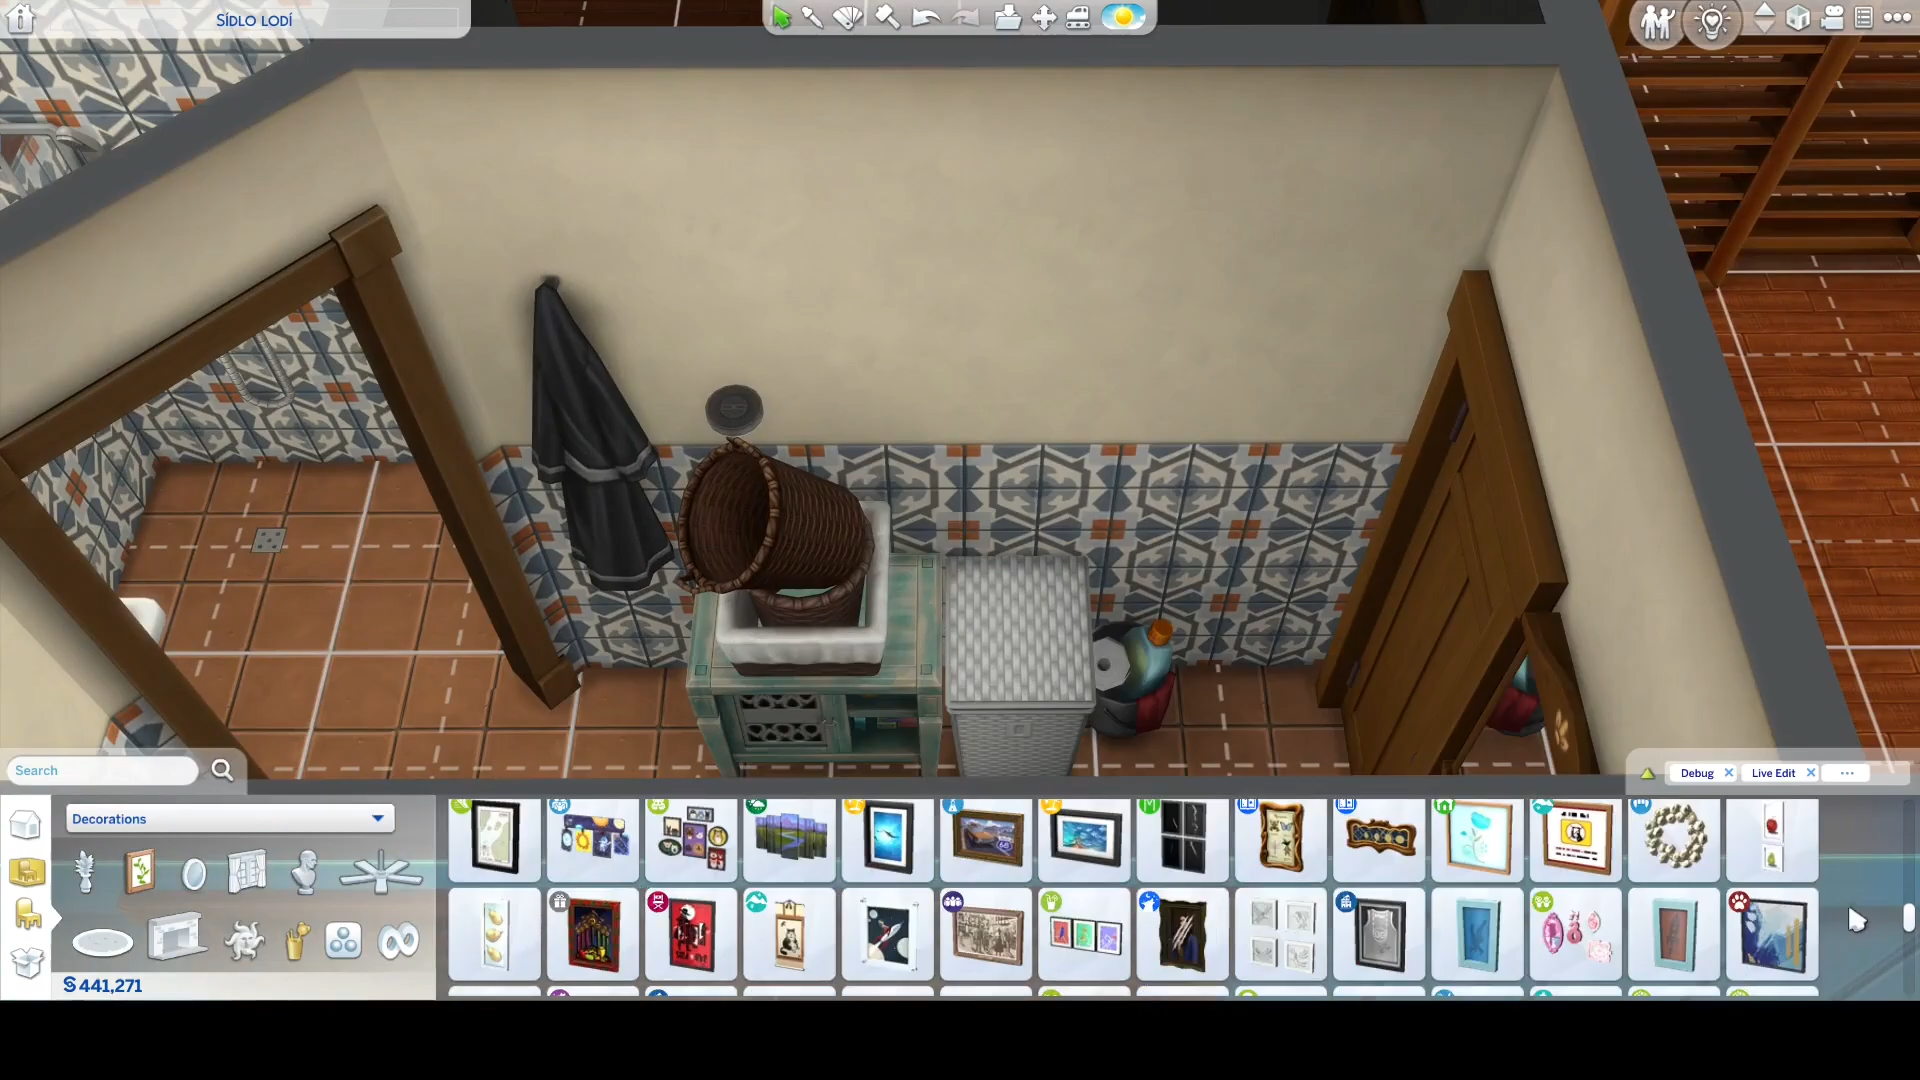 SÍDLO LODÍ
Search
Debug
Live Edit
Decorations
§441,271